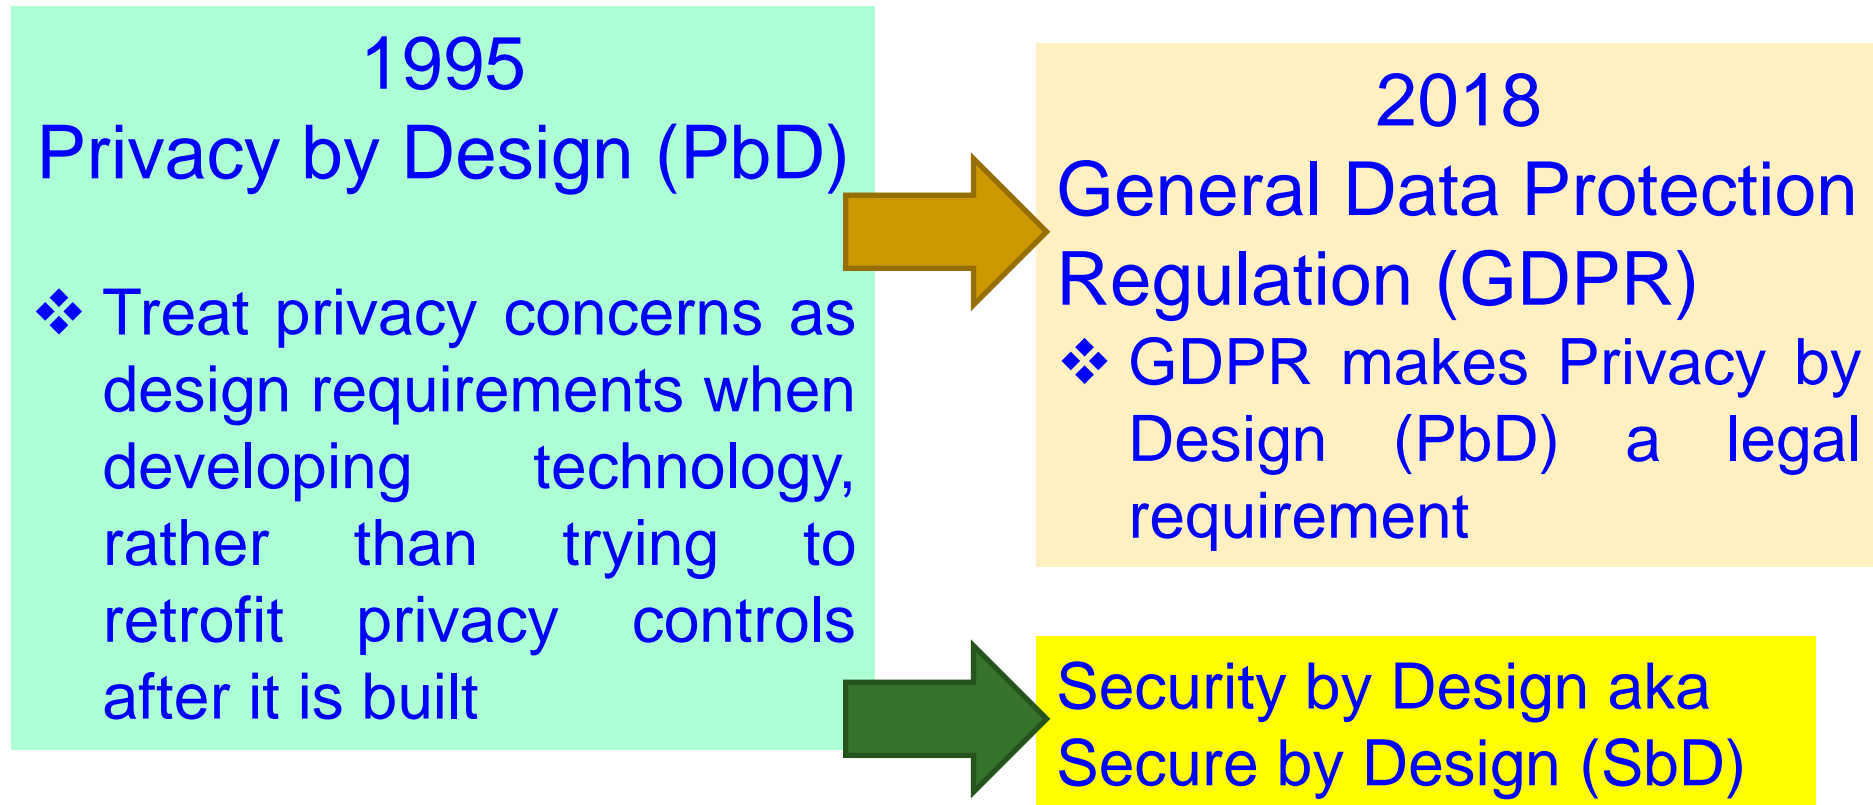 1995
Privacy by Design (PbD)
❖ Treat privacy concerns as
design requirements when
developing technology,
rather than trying to
retrofit privacy controls
after it is built
2018
General Data Protection
Regulation (GDPR)
❖ GDPR makes Privacy by
Design (PbD) a legal
requirement
Security by Design aka
Secure by Design (SbD)